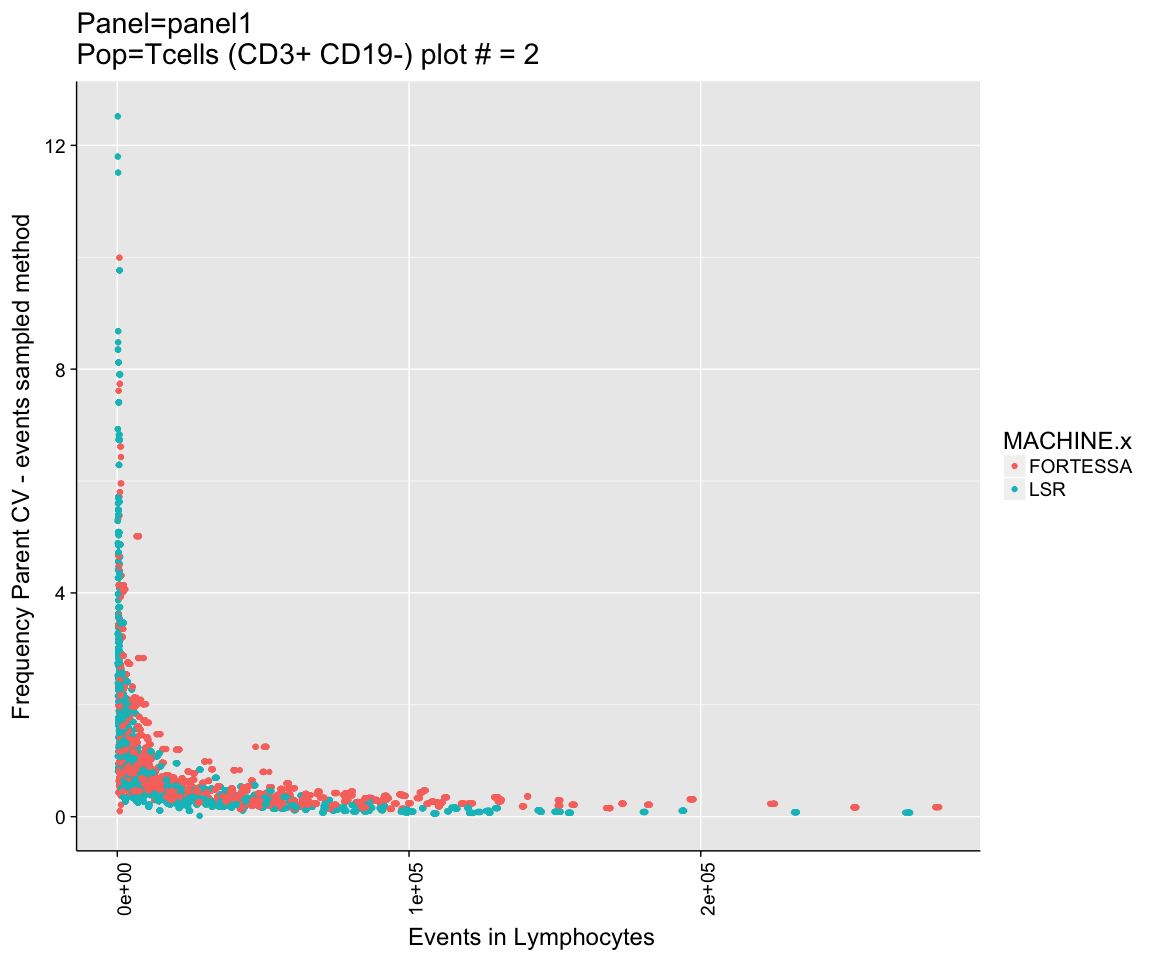 Panel=panel1
Pop=Tcells (CD3+ CD19-) plot # = 2
Frequency Parent CV - events sampled method
12
8
4
0
0e+00
1e+05
2e+05
Events in Lymphocytes
MACHINE.x
FORTESSA
LSR